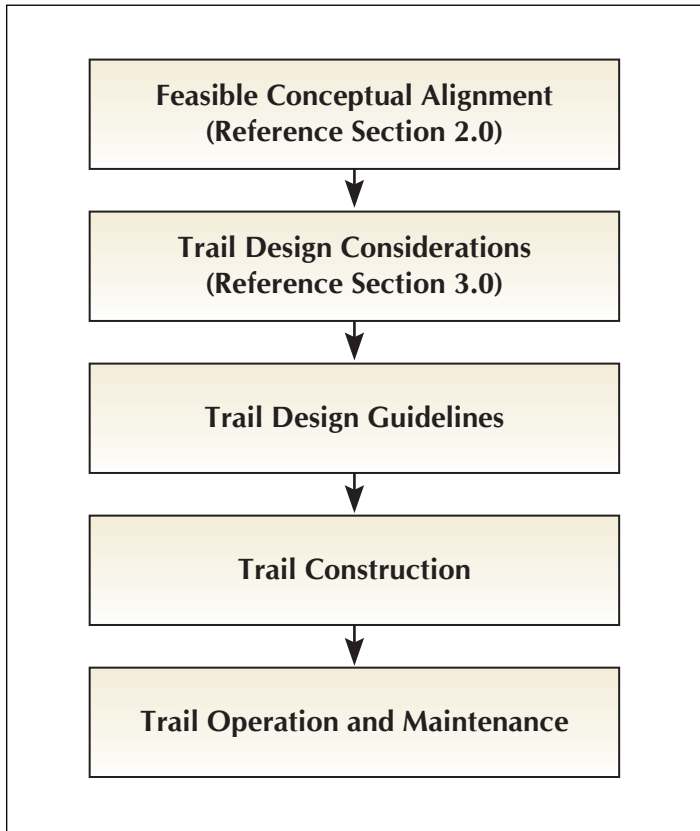 Feasible Conceptual Alignment
(Reference Section 2.0)
Trail Design Considerations
(Reference Section 3.0)
Trail Design Guidelines
Trail Construction
Trail Operation and Maintenance